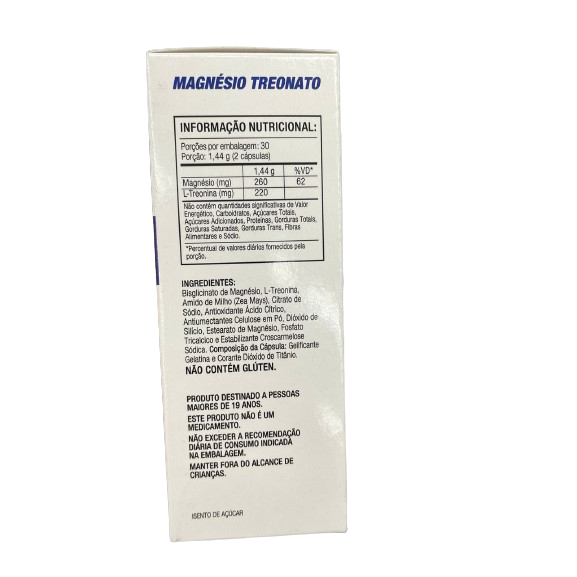 MAGNÉSIO TREONATO
INFORMAÇÃO NUTRICIONAL:
Porções por embalagem: 30
Porção: 1,44 g (2 cápsulas)
1,44 g %VD*
Magnésio (mg) 260 62
L-Treonina (mg) 220
Não contém quantidades significativas de Valor
Energético, Carboidratos, Açúcares Totais,
Açúcares Adicionados, Proteínas, Gorduras Totais,
Gorduras Saturadas, Gorduras Trans, Fibras
Alimentares e Sódio.
*Percentual de valores diários fornecidos pela
porção.
INGREDIENTES:
Bisglicinato de Magnésio, L-Treonina,
Amido de Milho (Zea Mays), Citrato de
Sódio, Antioxidante Ácido Cítrico,
Antiumectantes Celulose em Pó, Dióxido de
Silício, Estearato de Magnésio, Fosfato
Tricálcico e Estabilizante Croscarmelose
Sódica. Composição da Cápsula: Gelificante
Gelatina e Corante Dióxido de Titânio.
NÃO CONTÉM GLÚTEN.
PRODUTO DESTINADO A PESSOAS
MAIORES DE 19 ANOS.
ESTE PRODUTO NÃO É UM
MEDICAMENTO.
NÃO EXCEDER A RECOMENDAÇÃO
DIÁRIA DE CONSUMO INDICADA
NA EMBALAGEM.
MANTER FORA DO ALCANCE DE
CRIANÇAS.
ISENTO DE AÇÚCAR